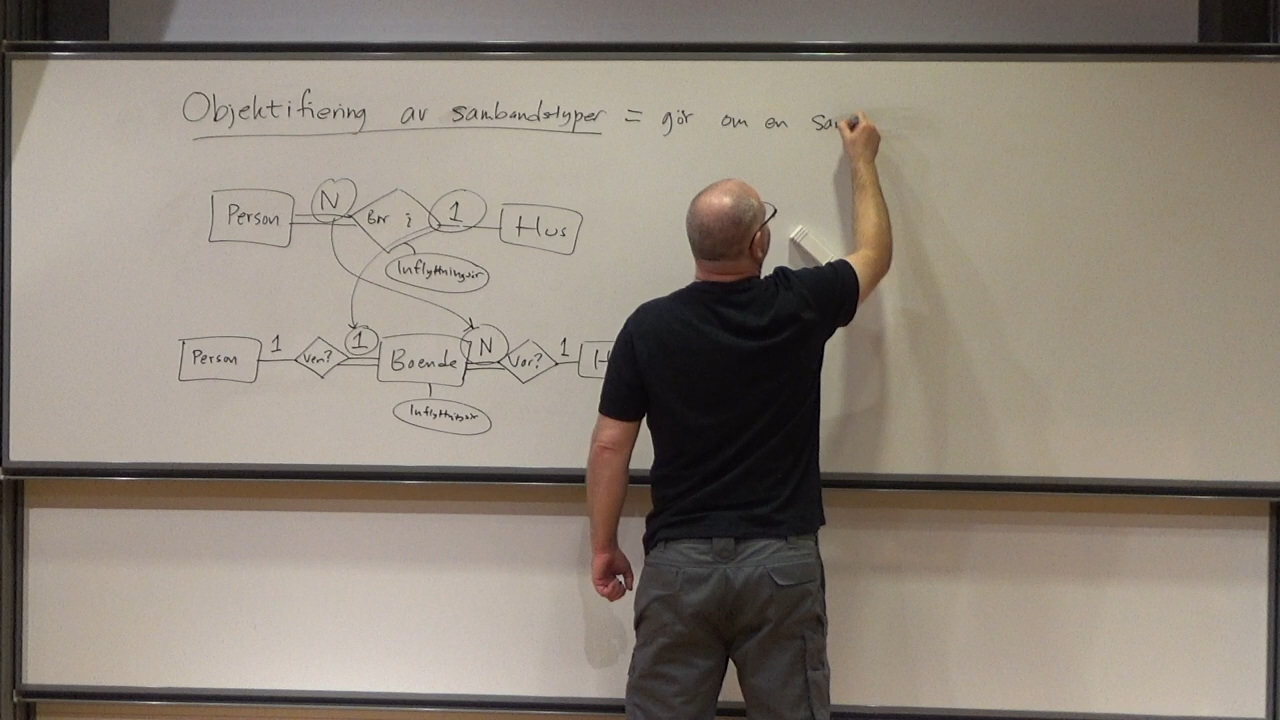 Objektifiering av sambandstyper = gör om en sa
Person N Bor i 1 Hus
Inflyttningsår
Person 1 Vem? 1 Boende N Var? 1 H
Inflyttningsår